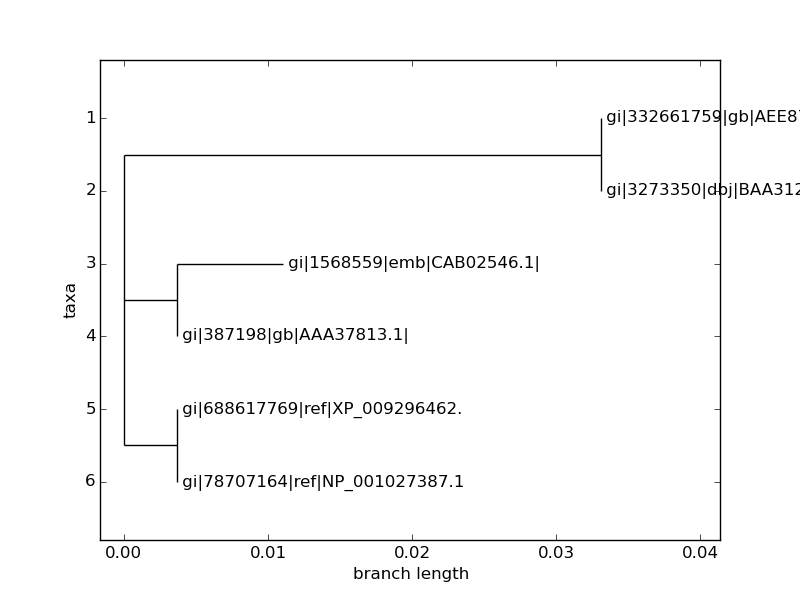 1
gi|332661759|gb|AEE87
2
gi|3273350|dbj|BAA312
3
gi|1568559|emb|CAB02546.1|
4
gi|387198|gb|AAA37813.1|
5
gi|688617769|ref|XP_009296462.
6
gi|78707164|ref|NP_001027387.1
taxa
0.00 0.01 0.02 0.03 0.04
branch length